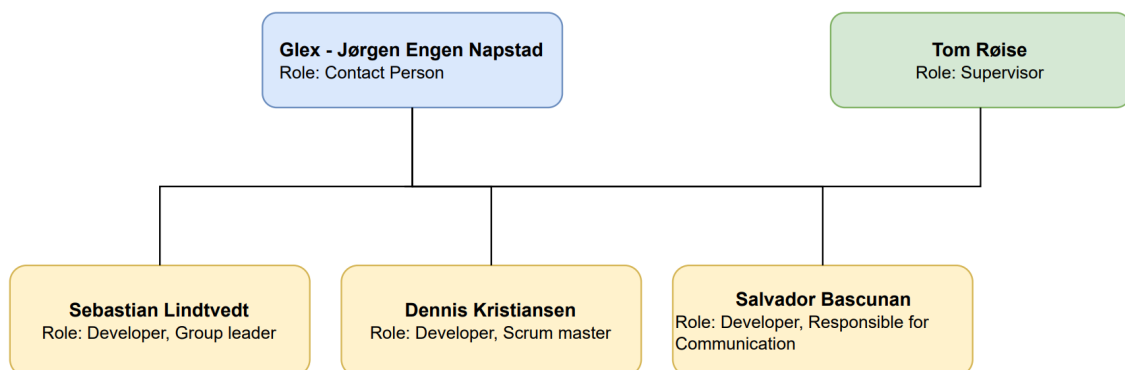 Glex - Jørgen Engen Napstad
Role: Contact Person
Tom Røise
Role: Supervisor
Sebastian Lindtvedt
Role: Developer, Group leader
Dennis Kristiansen
Role: Developer, Scrum master
Salvador Bascunan
Role: Developer, Responsible for
Communication